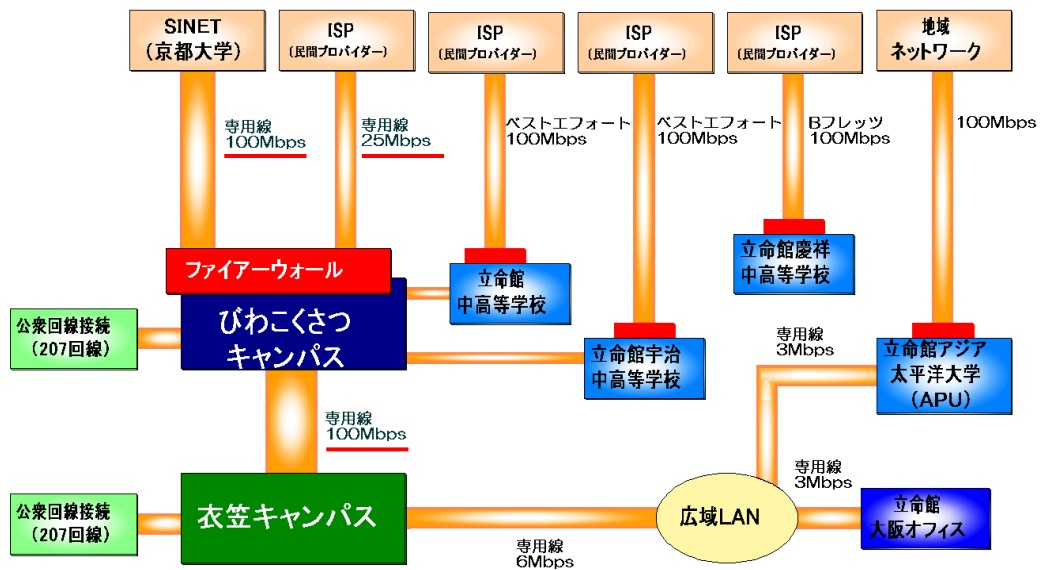 SINET
(京都大学)
ISP
(民間プロバイダー)
ISP
(民間プロバイダー)
ISP
(民間プロバイダー)
ISP
(民間プロバイダー)
地域
ネットワーク
専用線
100Mbps
専用線
25Mbps
ベストエフォート
100Mbps
ベストエフォート
100Mbps
Bフレッツ
100Mbps
100Mbps
ファイアーウォール
びわこくさつ
キャンパス
立命館
中高等学校
立命館慶祥
中高等学校
公衆回線接続
(207回線)
立命館宇治
中高等学校
専用線
3Mbps
立命館アジア
太平洋大学
(APU)
専用線
100Mbps
専用線
3Mbps
公衆回線接続
(207回線)
衣笠キャンパス
広域LAN
立命館
大阪オフィス
専用線
6Mbps